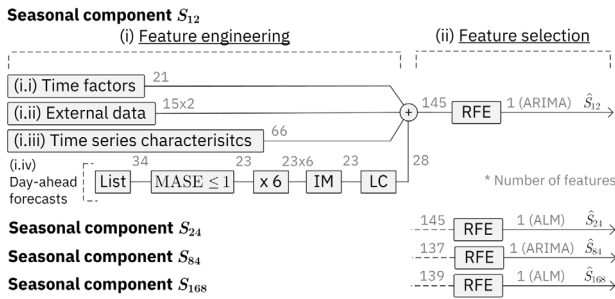 Seasonal component S₁₂
(i) Feature engineering
(ii) Feature selection
(i.i) Time factors
21
(i.ii) External data
15x2
(i.iii) Time series characterisitcs
66
+
145
RFE
1 (ARIMA)
Ŝ₁₂
(i.iv)
Day-ahead
forecasts
34
List
MASE ≤ 1
23
x 6
23x6
IM
23
LC
28
* Number of features
Seasonal component S₂₄
145
RFE
1 (ALM)
Ŝ₂₄
Seasonal component S₈₄
137
RFE
1 (ARIMA)
Ŝ₈₄
Seasonal component S₁₆₈
139
RFE
1 (ALM)
Ŝ₁₆₈